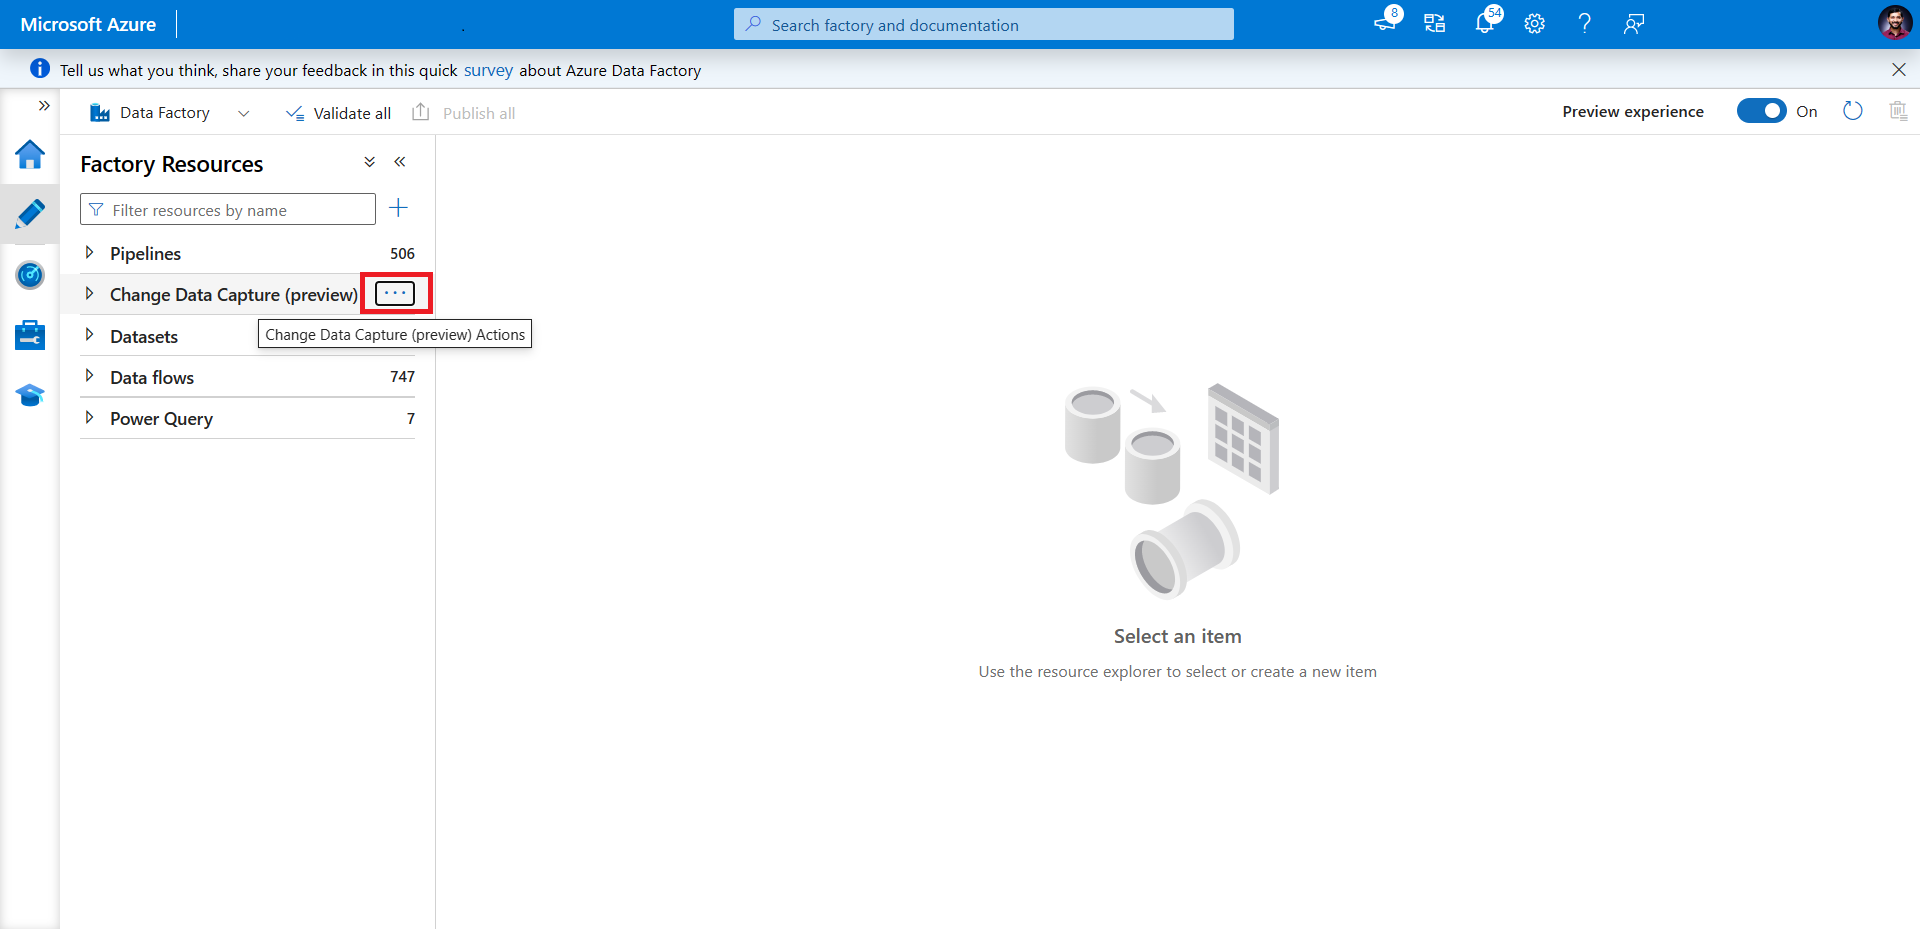 Microsoft Azure
Search factory and documentation
8
54
Tell us what you think, share your feedback in this quick survey about Azure Data Factory
Data Factory
Validate all
Publish all
Preview experience
On
Factory Resources
Filter resources by name
Pipelines 506
Change Data Capture (preview)
Change Data Capture (preview) Actions
Datasets
Data flows 747
Power Query 7
Select an item
Use the resource explorer to select or create a new item